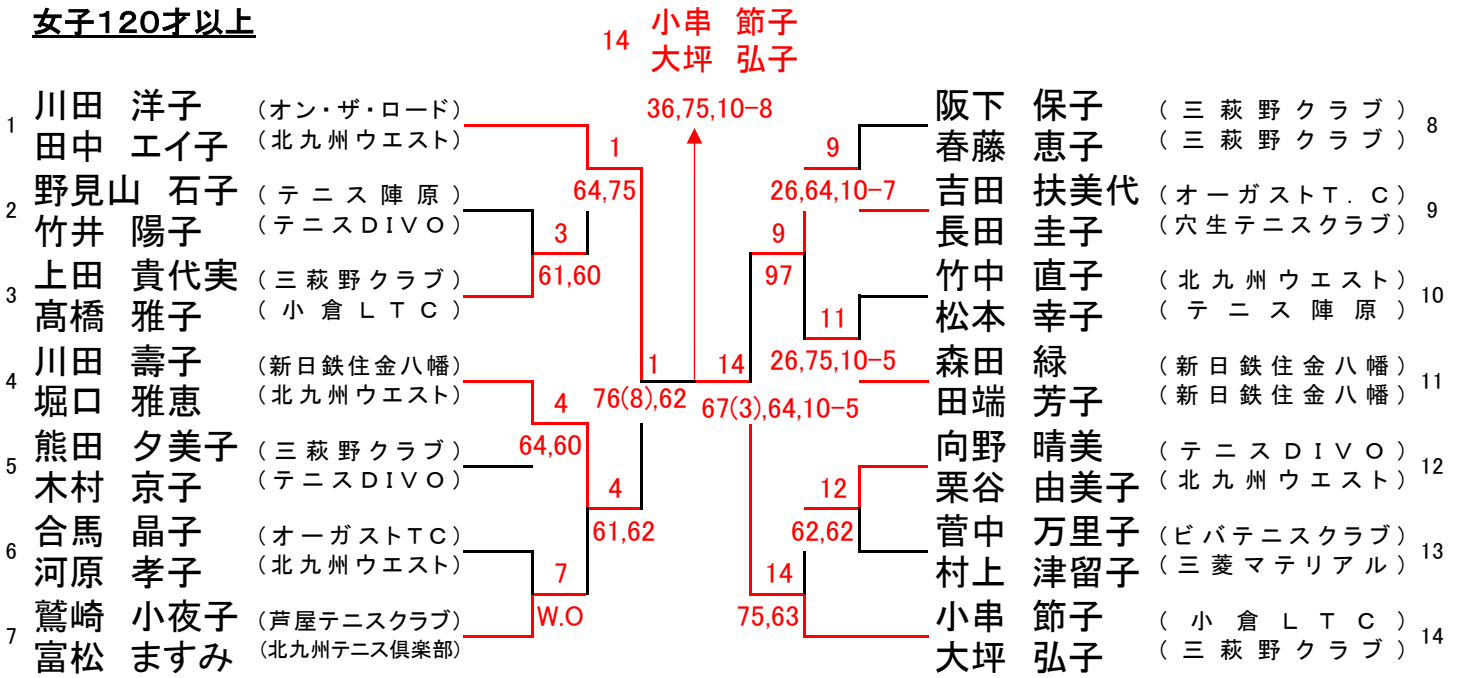 女子120才以上
14
小串 節子
大坪 弘子
36,75,10-8
1
川田 洋子 (オン・ザ・ロード)
田中 エイ子 (北九州ウエスト)
2
野見山 石子 (テニス陣原)
竹井 陽子 (テニスDIVO)
3
上田 貴代実 (三萩野クラブ)
髙橋 雅子 (小倉LTC)
4
川田 壽子 (新日鉄住金八幡)
堀口 雅恵 (北九州ウエスト)
5
熊田 夕美子 (三萩野クラブ)
木村 京子 (テニスDIVO)
6
合馬 晶子 (オーガストTC)
河原 孝子 (北九州ウエスト)
7
鷲崎 小夜子 (芦屋テニスクラブ)
富松 ますみ (北九州テニス倶楽部)
1
64,75
3
61,60
4
64,60
4
61,62
7
W.O
1
76(8),62
14
67(3),64,10-5
9
26,64,10-7
9
97
11
26,75,10-5
12
62,62
14
75,63
阪下 保子 (三萩野クラブ)
春藤 恵子 (三萩野クラブ)
8
吉田 扶美代 (オーガストT.C)
長田 圭子 (穴生テニスクラブ)
9
竹中 直子 (北九州ウエスト)
松本 幸子 (テニス陣原)
10
森田 緑 (新日鉄住金八幡)
田端 芳子 (新日鉄住金八幡)
11
向野 晴美 (テニスDIVO)
栗谷 由美子 (北九州ウエスト)
12
菅中 万里子 (ビバテニスクラブ)
村上 津留子 (三菱マテリアル)
13
小串 節子 (小倉LTC)
大坪 弘子 (三萩野クラブ)
14